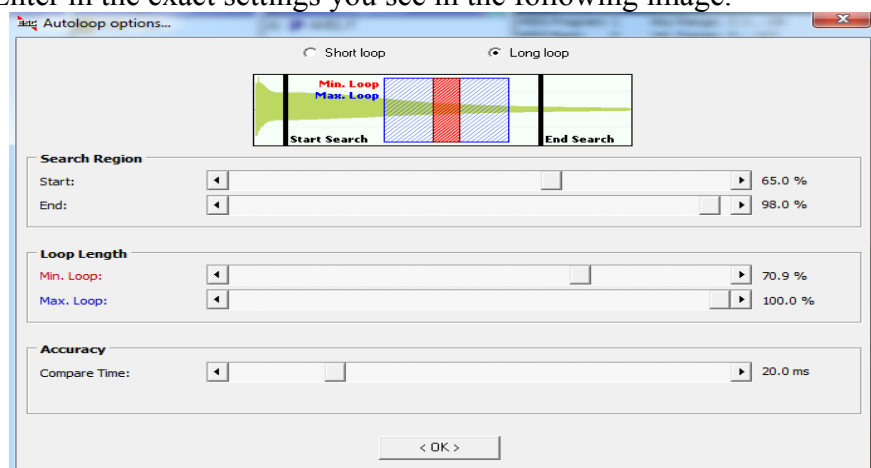 Enter in the exact settings you see in the following image.
Autoloop options...
Short loop Long loop
Min. Loop
Max. Loop
Start Search End Search
Search Region
Start: 65.0 %
End: 98.0 %
Loop Length
Min. Loop: 70.9 %
Max. Loop: 100.0 %
Accuracy
Compare Time: 20.0 ms
< OK >